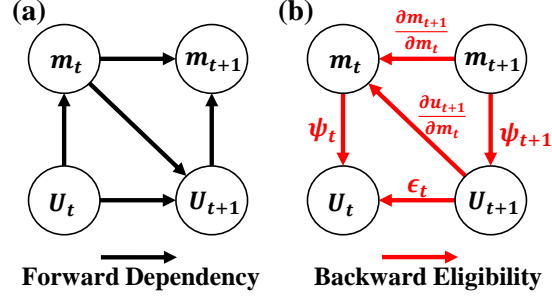 (a)
m_t
m_{t+1}
U_t
U_{t+1}
Forward Dependency
(b)
∂m_{t+1}/∂m_t
m_t
m_{t+1}
ψ_t
∂u_{t+1}/∂m_t
ψ_{t+1}
ϵ_t
U_t
U_{t+1}
Backward Eligibility